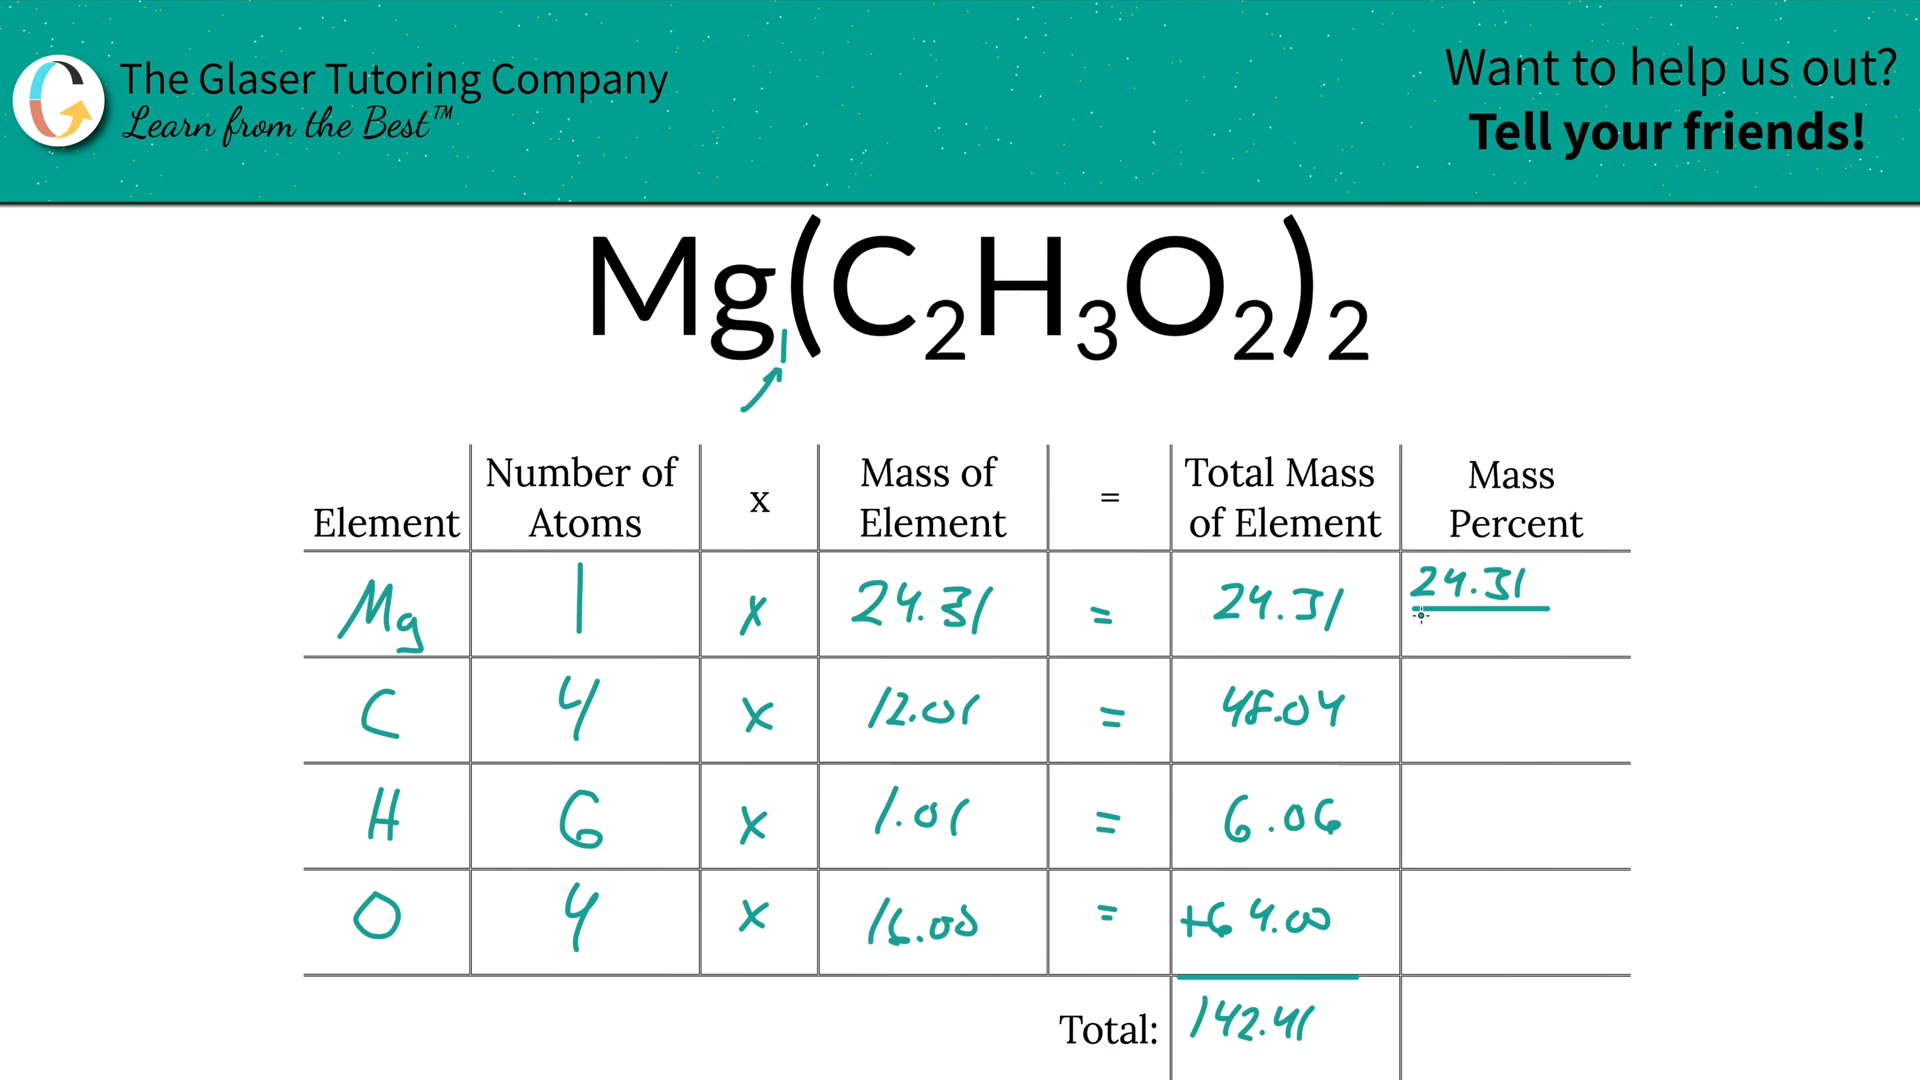 The Glaser Tutoring Company
Learn from the Best™
Want to help us out?
Tell your friends!
Mg₁(C₂H₃O₂)₂
Element | Number of Atoms | x | Mass of Element | = | Total Mass of Element | Mass Percent
Mg | 1 | x | 24.31 | = | 24.31 | 24.31
C | 4 | x | 12.01 | = | 48.04
H | 6 | x | 1.01 | = | 6.06
O | 4 | x | 16.00 | = | +64.00
Total: 142.41